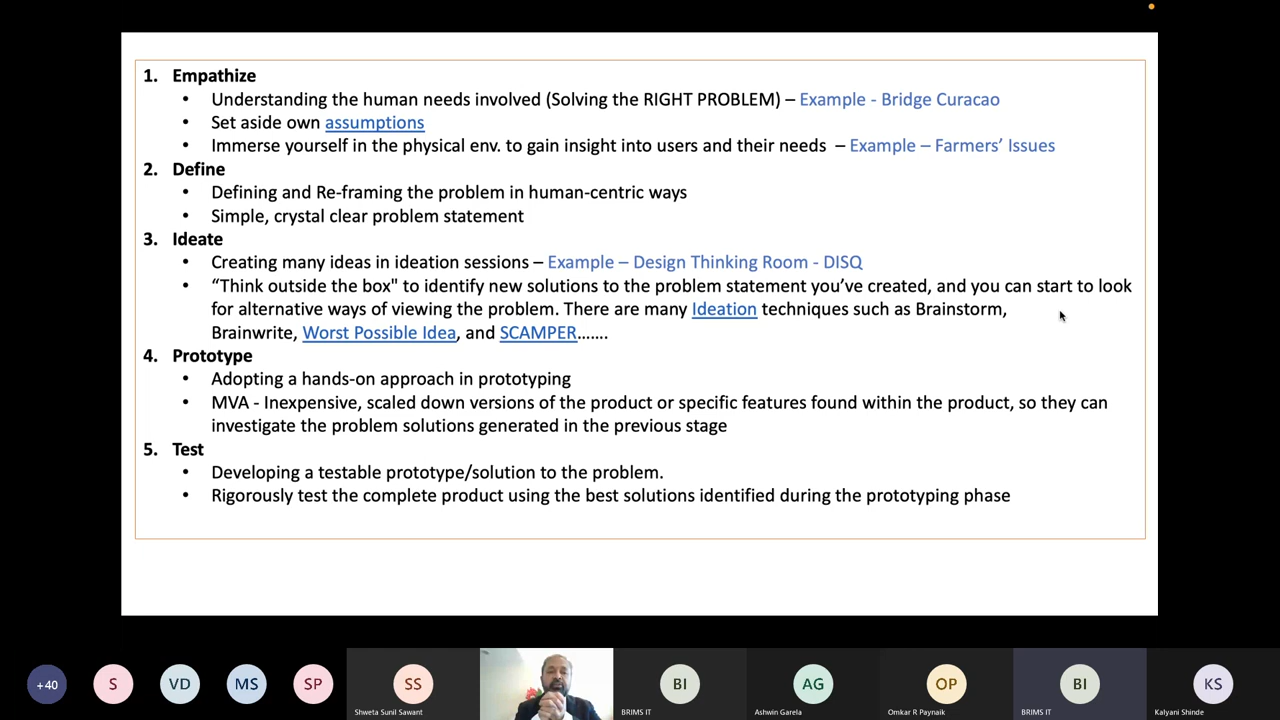 1. Empathize
• Understanding the human needs involved (Solving the RIGHT PROBLEM) – Example - Bridge Curacao
• Set aside own assumptions
• Immerse yourself in the physical env. to gain insight into users and their needs – Example – Farmers’ Issues
2. Define
• Defining and Re-framing the problem in human-centric ways
• Simple, crystal clear problem statement
3. Ideate
• Creating many ideas in ideation sessions – Example – Design Thinking Room - DISQ
• “Think outside the box" to identify new solutions to the problem statement you’ve created, and you can start to look
for alternative ways of viewing the problem. There are many Ideation techniques such as Brainstorm,
Brainwrite, Worst Possible Idea, and SCAMPER…….
4. Prototype
• Adopting a hands-on approach in prototyping
• MVA - Inexpensive, scaled down versions of the product or specific features found within the product, so they can
investigate the problem solutions generated in the previous stage
5. Test
• Developing a testable prototype/solution to the problem.
• Rigorously test the complete product using the best solutions identified during the prototyping phase
+40 S VD MS SP SS BI AG OP BI KS
Shweta Sunil Sawant BRIMS IT Ashwin Garela Omkar R Paynaik BRIMS IT Kalyani Shinde